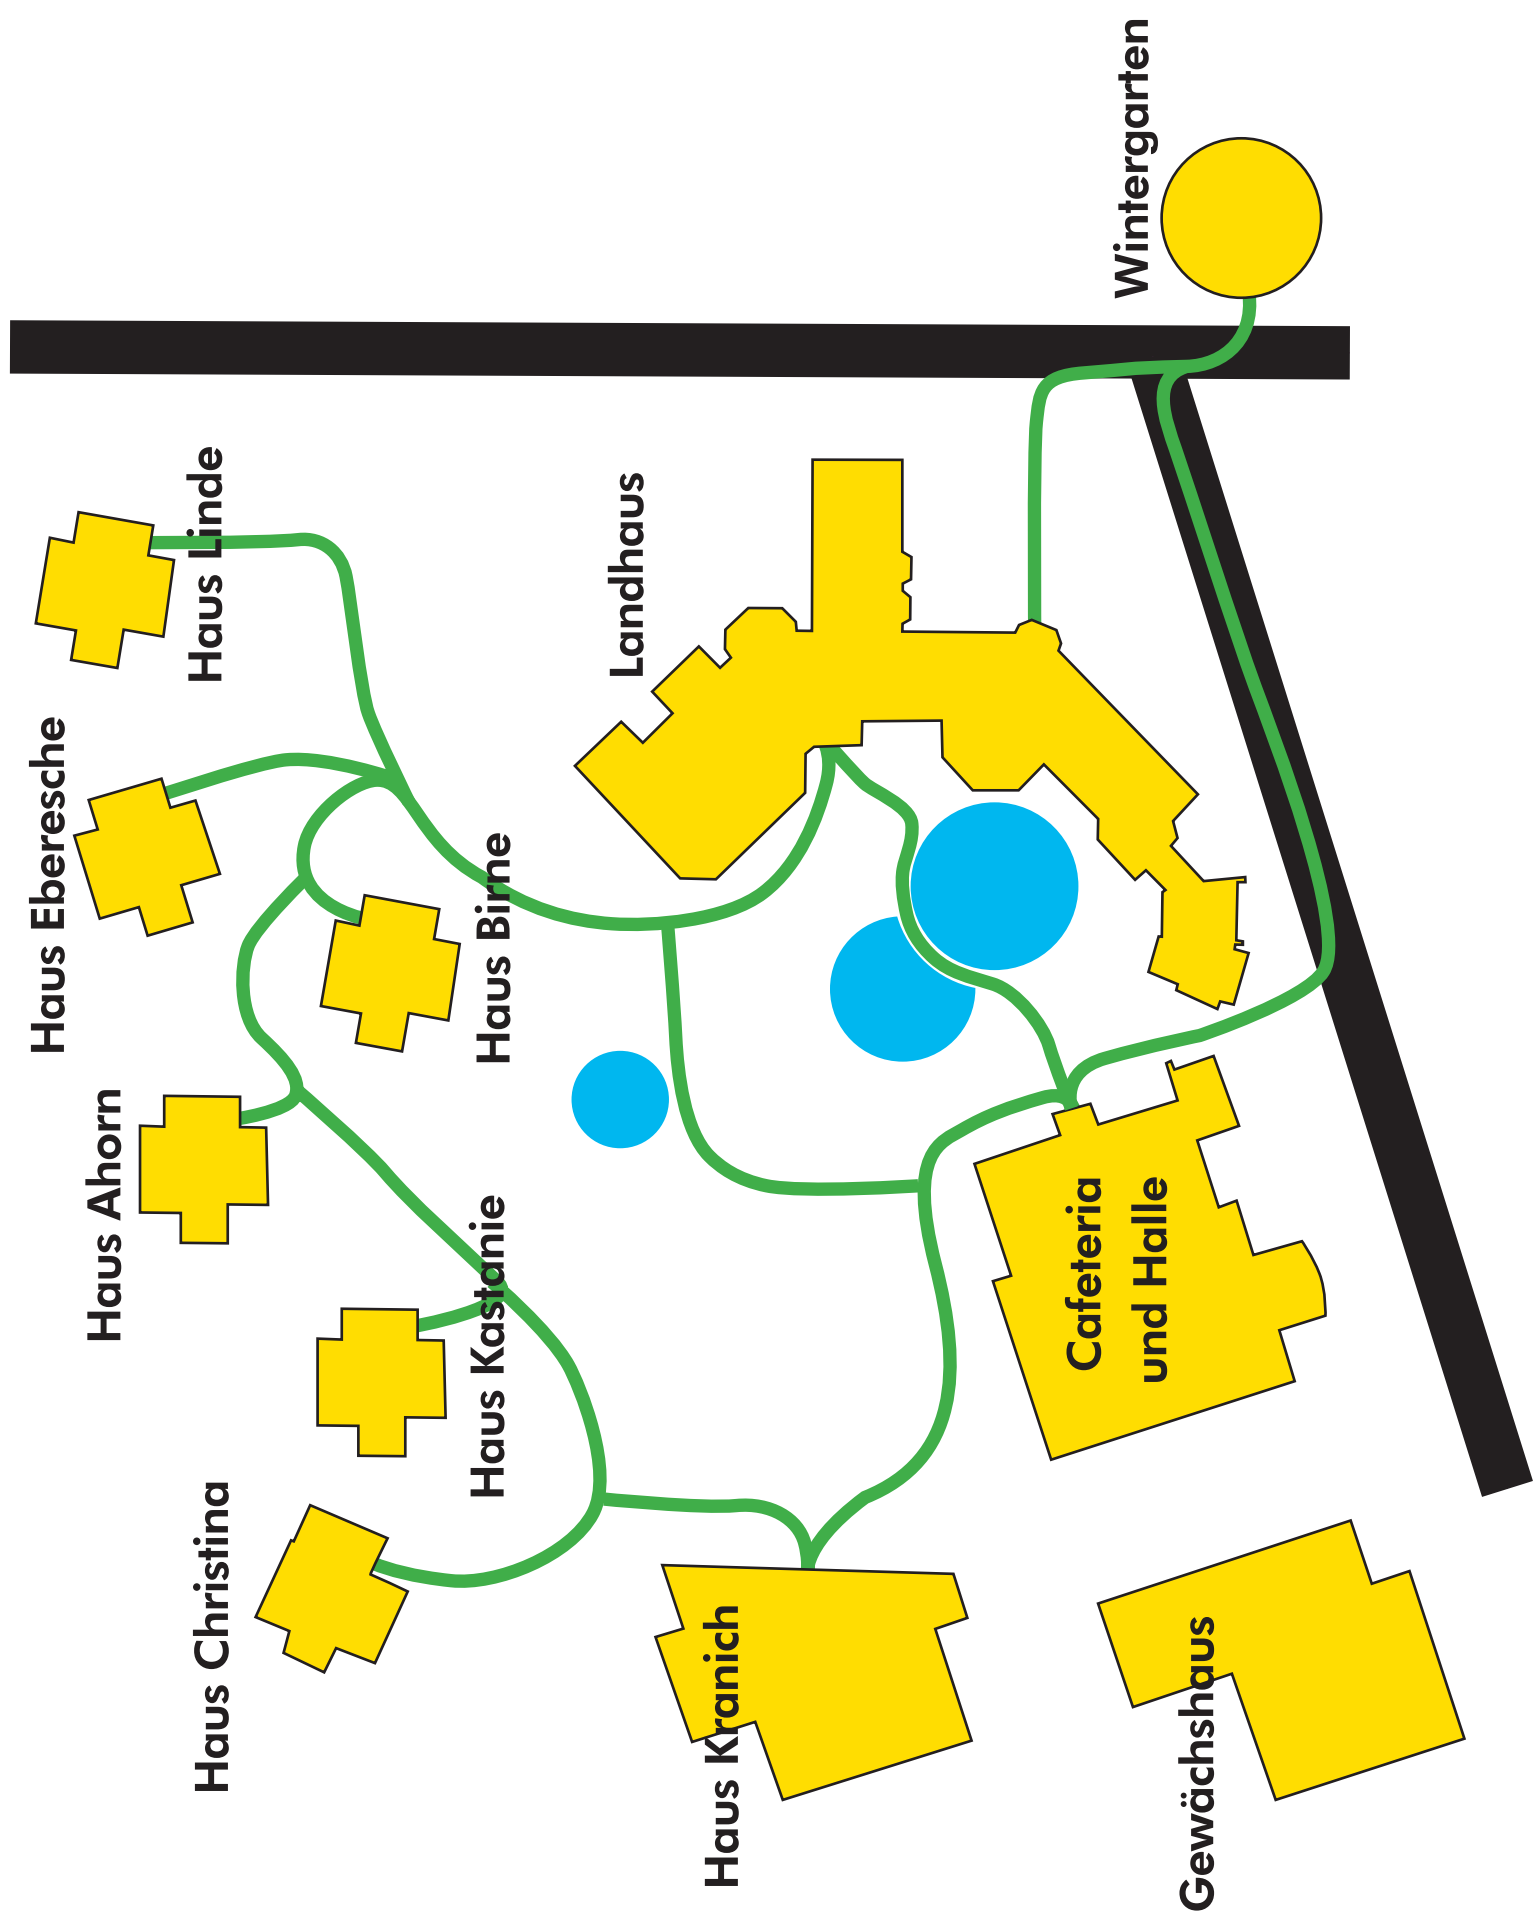 Haus Eberesche
Haus Ahorn
Haus Linde
Haus Christina
Haus Birne
Haus Kastanie
Landhaus
Haus Kranich
Cafeteria
und Halle
Wintergarten
Gewächshaus